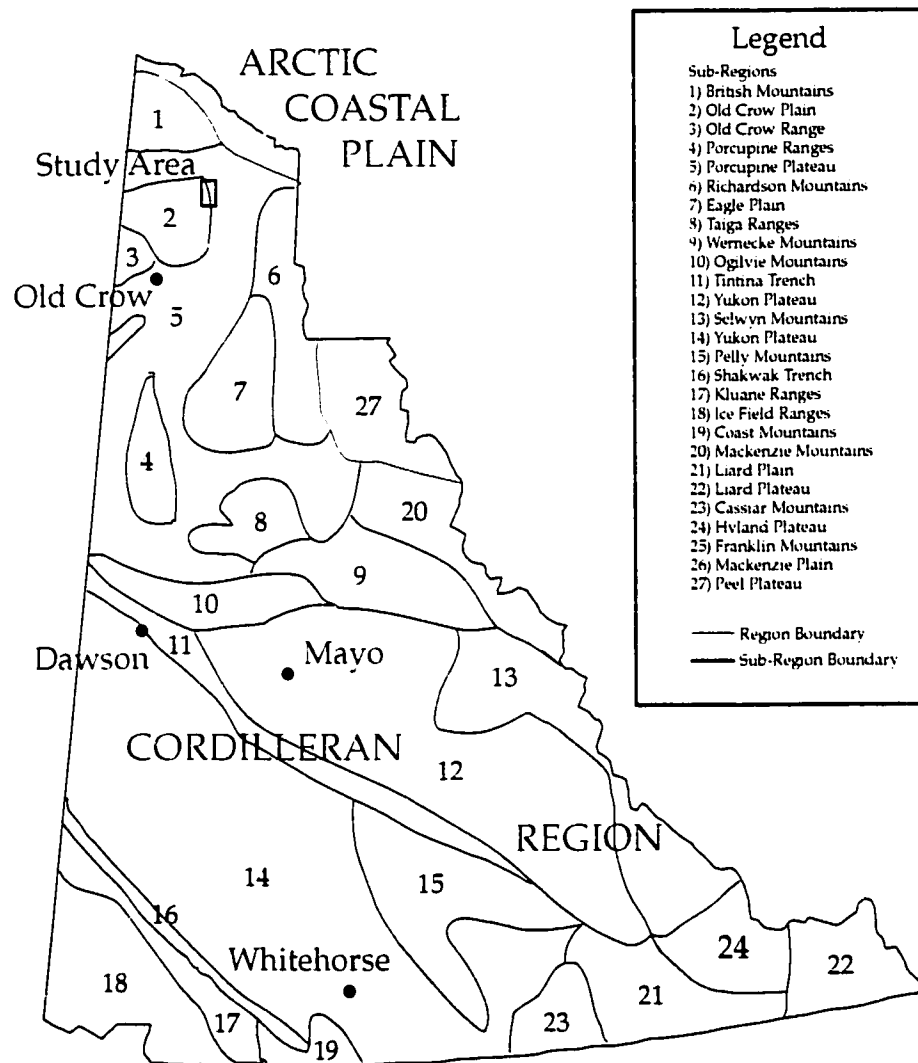 ARCTIC
COASTAL
PLAIN
1
Study Area
2
3
Old Crow
5
6
7
27
4
8
20
9
10
11
Dawson
Mayo
13
CORDILLERAN
12
REGION
14
15
16
Whitehorse
24
22
18
21
17
23
19
Legend
Sub-Regions
1) British Mountains
2) Old Crow Plain
3) Old Crow Range
4) Porcupine Ranges
5) Porcupine Plateau
6) Richardson Mountains
7) Eagle Plain
8) Taiga Ranges
9) Wernecke Mountains
10) Ogilvie Mountains
11) Tintina Trench
12) Yukon Plateau
13) Selwyn Mountains
14) Yukon Plateau
15) Pelly Mountains
16) Shakwak Trench
17) Kluane Ranges
18) Ice Field Ranges
19) Coast Mountains
20) Mackenzie Mountains
21) Liard Plain
22) Liard Plateau
23) Cassiar Mountains
24) Hyland Plateau
25) Franklin Mountains
26) Mackenzie Plain
27) Peel Plateau
Region Boundary
Sub-Region Boundary